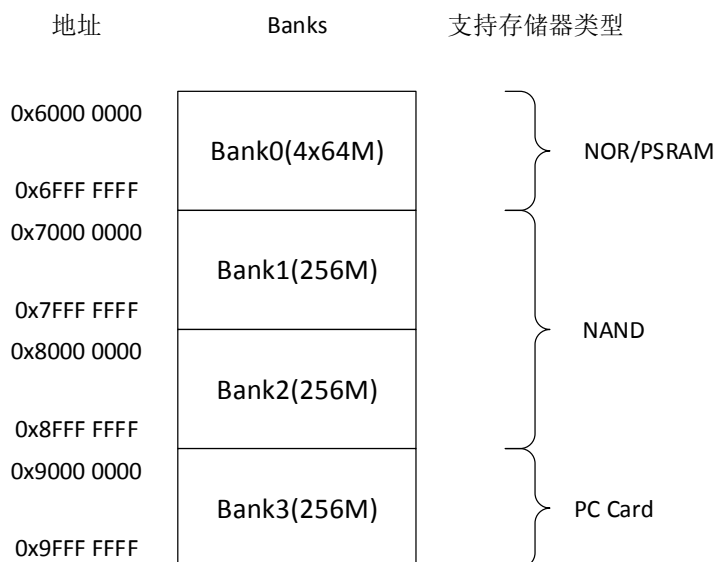 地址 Banks 支持存储器类型
0x6000 0000
Bank0(4x64M) NOR/PSRAM
0x6FFF FFFF
0x7000 0000
Bank1(256M)
0x7FFF FFFF
NAND
0x8000 0000
Bank2(256M)
0x8FFF FFFF
0x9000 0000
Bank3(256M) PC Card
0x9FFF FFFF